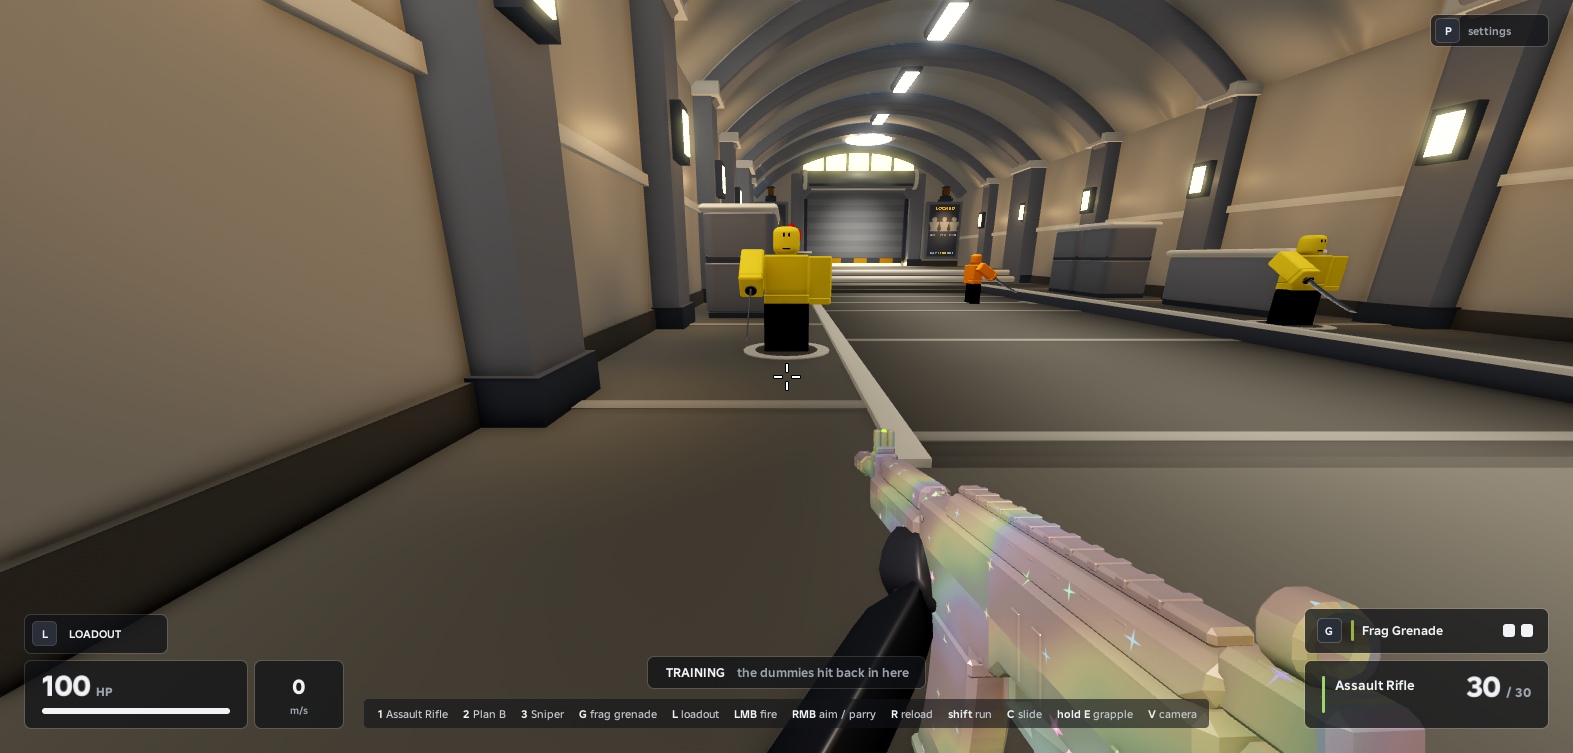 P settings
LOCKED
L LOADOUT
100 HP
0
m/s
TRAINING the dummies hit back in here
1 Assault Rifle 2 Plan B 3 Sniper G frag grenade L loadout LMB fire RMB aim / parry R reload shift run C slide hold E grapple V camera
G Frag Grenade
Assault Rifle 30 / 30